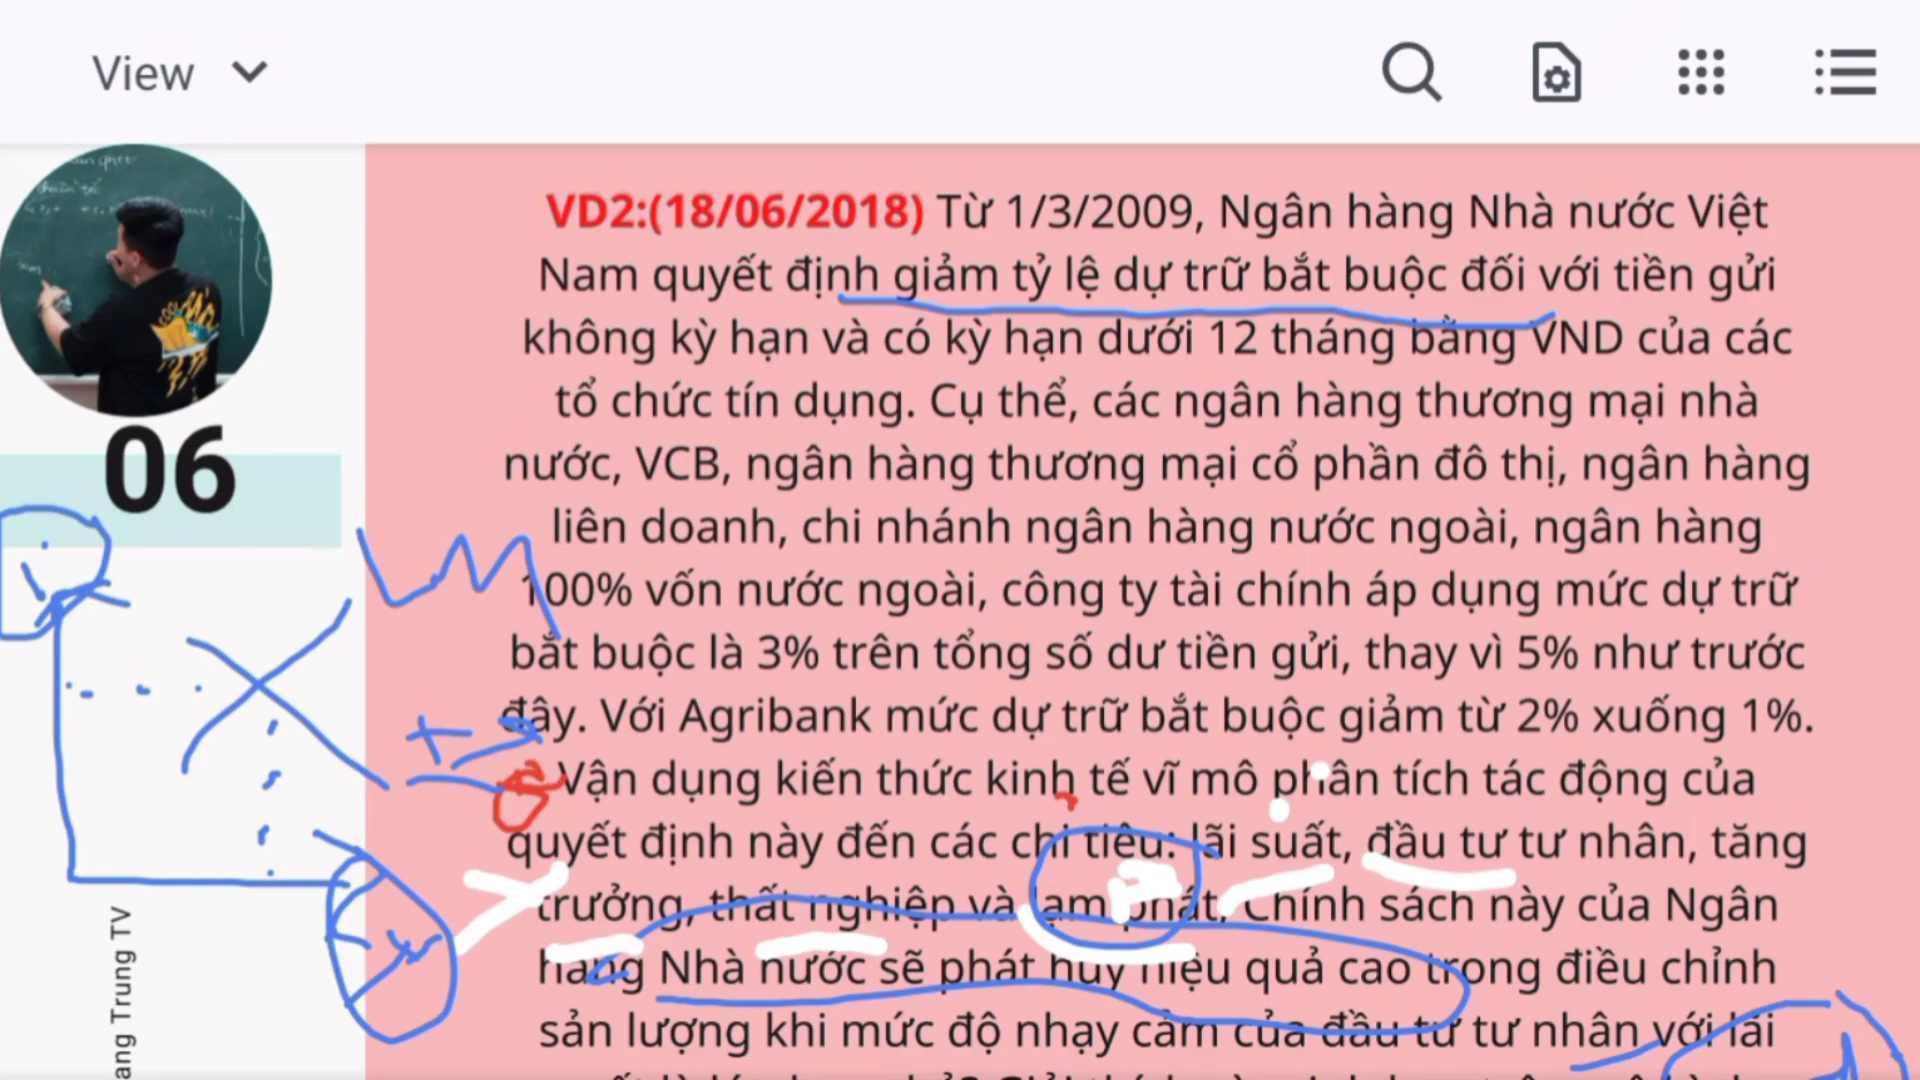 View
06
VD2:(18/06/2018) Từ 1/3/2009, Ngân hàng Nhà nước Việt
Nam quyết định giảm tỷ lệ dự trữ bắt buộc đối với tiền gửi
không kỳ hạn và có kỳ hạn dưới 12 tháng bằng VND của các
tổ chức tín dụng. Cụ thể, các ngân hàng thương mại nhà
nước, VCB, ngân hàng thương mại cổ phần đô thị, ngân hàng
liên doanh, chi nhánh ngân hàng nước ngoài, ngân hàng
100% vốn nước ngoài, công ty tài chính áp dụng mức dự trữ
bắt buộc là 3% trên tổng số dư tiền gửi, thay vì 5% như trước
đây. Với Agribank mức dự trữ bắt buộc giảm từ 2% xuống 1%.
Vận dụng kiến thức kinh tế vĩ mô phân tích tác động của
quyết định này đến các chỉ tiêu: lãi suất, đầu tư tư nhân, tăng
trưởng, thất nghiệp và lạm phát. Chính sách này của Ngân
hàng Nhà nước sẽ phát huy hiệu quả cao trong điều chỉnh
sản lượng khi mức độ nhạy cảm của đầu tư tư nhân với lãi
ang Trung TV